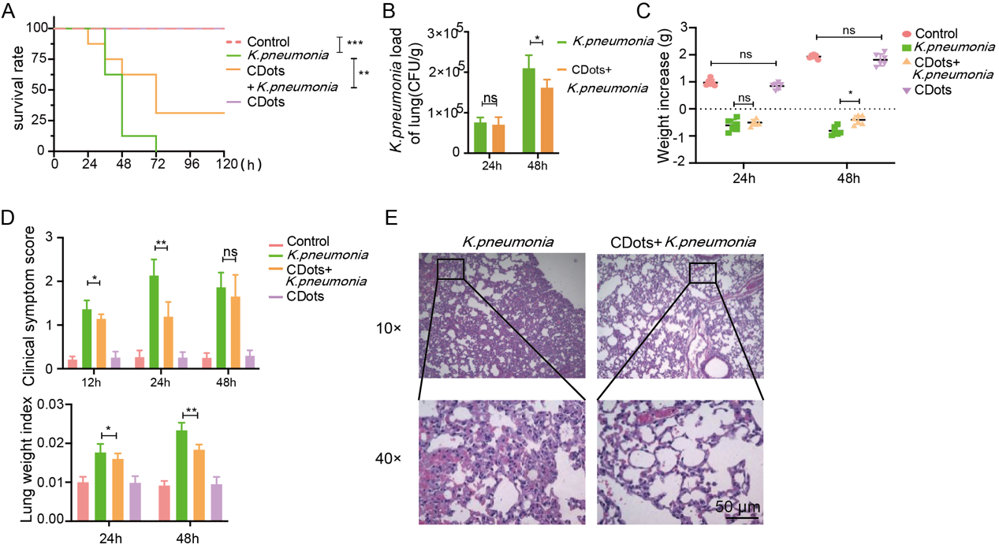 A
survival rate
100
75
50
25
0
0 24 48 72 96 120 (h)
Control
K.pneumonia
CDots
+ K.pneumonia
CDots
***
**
B
K.pneumonia load
of lung(CFU/g)
3×10^5
2×10^5
1×10^5
0
ns
*
24h 48h
K.pneumonia
CDots+
K.pneumonia
C
Weight increase (g)
3
2
1
0
-1
-2
ns
ns
ns
*
24h 48h
Control
K.pneumonia
CDots+
K.pneumonia
CDots
D
Clinical symptom score
3
2
1
0
*
**
ns
12h 24h 48h
Control
K.pneumonia
CDots+
K.pneumonia
CDots
Lung weight index
0.03
0.02
0.01
0.00
*
**
24h 48h
E
K.pneumonia
CDots+ K.pneumonia
10×
40×
50 μm